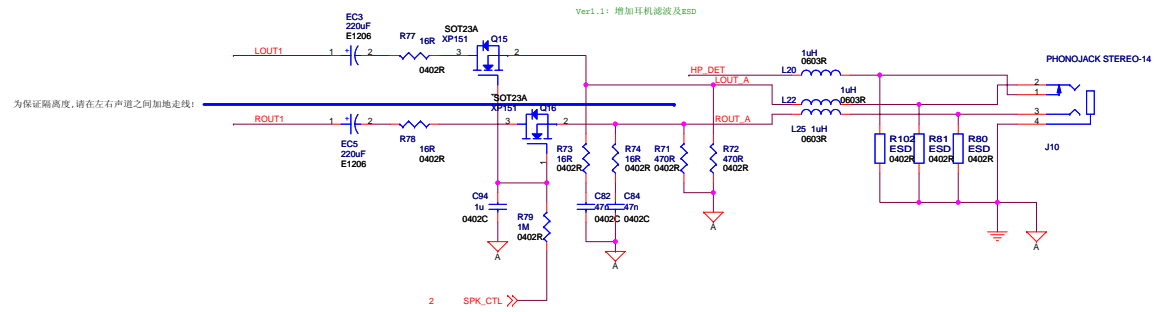 Ver1.1: 增加耳机滤波及ESD
EC3
220uF
E1206
LOUT1
1
+
2
R77
16R
0402R
SOT23A
XP151
Q15
3
2
为保证隔离度,请在左右声道之间加地走线!
ROUT1
1
+
2
EC5
220uF
E1206
R78
16R
0402R
SOT23A
XP151
Q16
3
2
1
HP_DET
LOUT_A
ROUT_A
L20
1uH
0603R
L22
1uH
0603R
L25 1uH
0603R
PHONOJACK STEREO-14
2
1
3
4
J10
R73
16R
0402R
R74
16R
0402R
R71
470R
0402R
R72
470R
0402R
R102
ESD
0402R
R81
ESD
0402R
R80
ESD
0402R
C94
1u
0402C
R79
1M
0402R
C82
47n
0402C
C84
47n
0402C
A
A
A
A
2
SPK_CTL